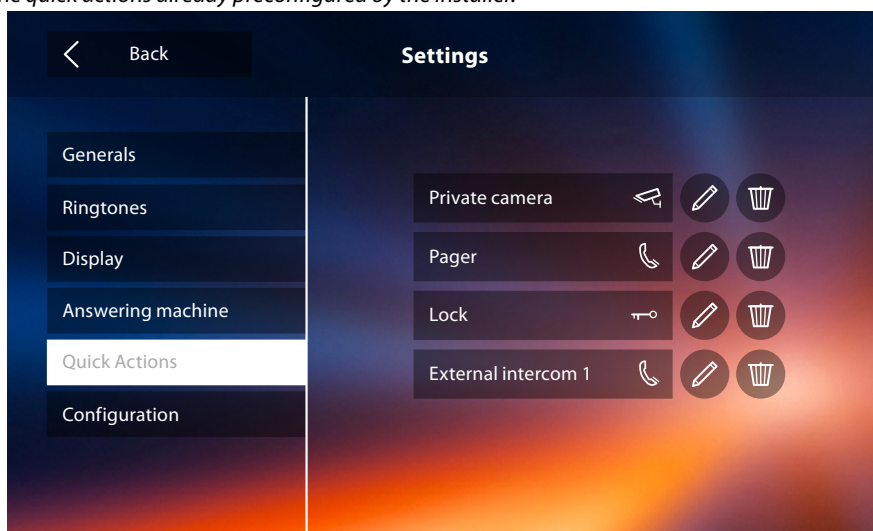 the quick actions already preconfigured by the installer.
Back
Settings
Generals
Ringtones
Display
Answering machine
Quick Actions
Configuration
Private camera
Pager
Lock
External intercom 1